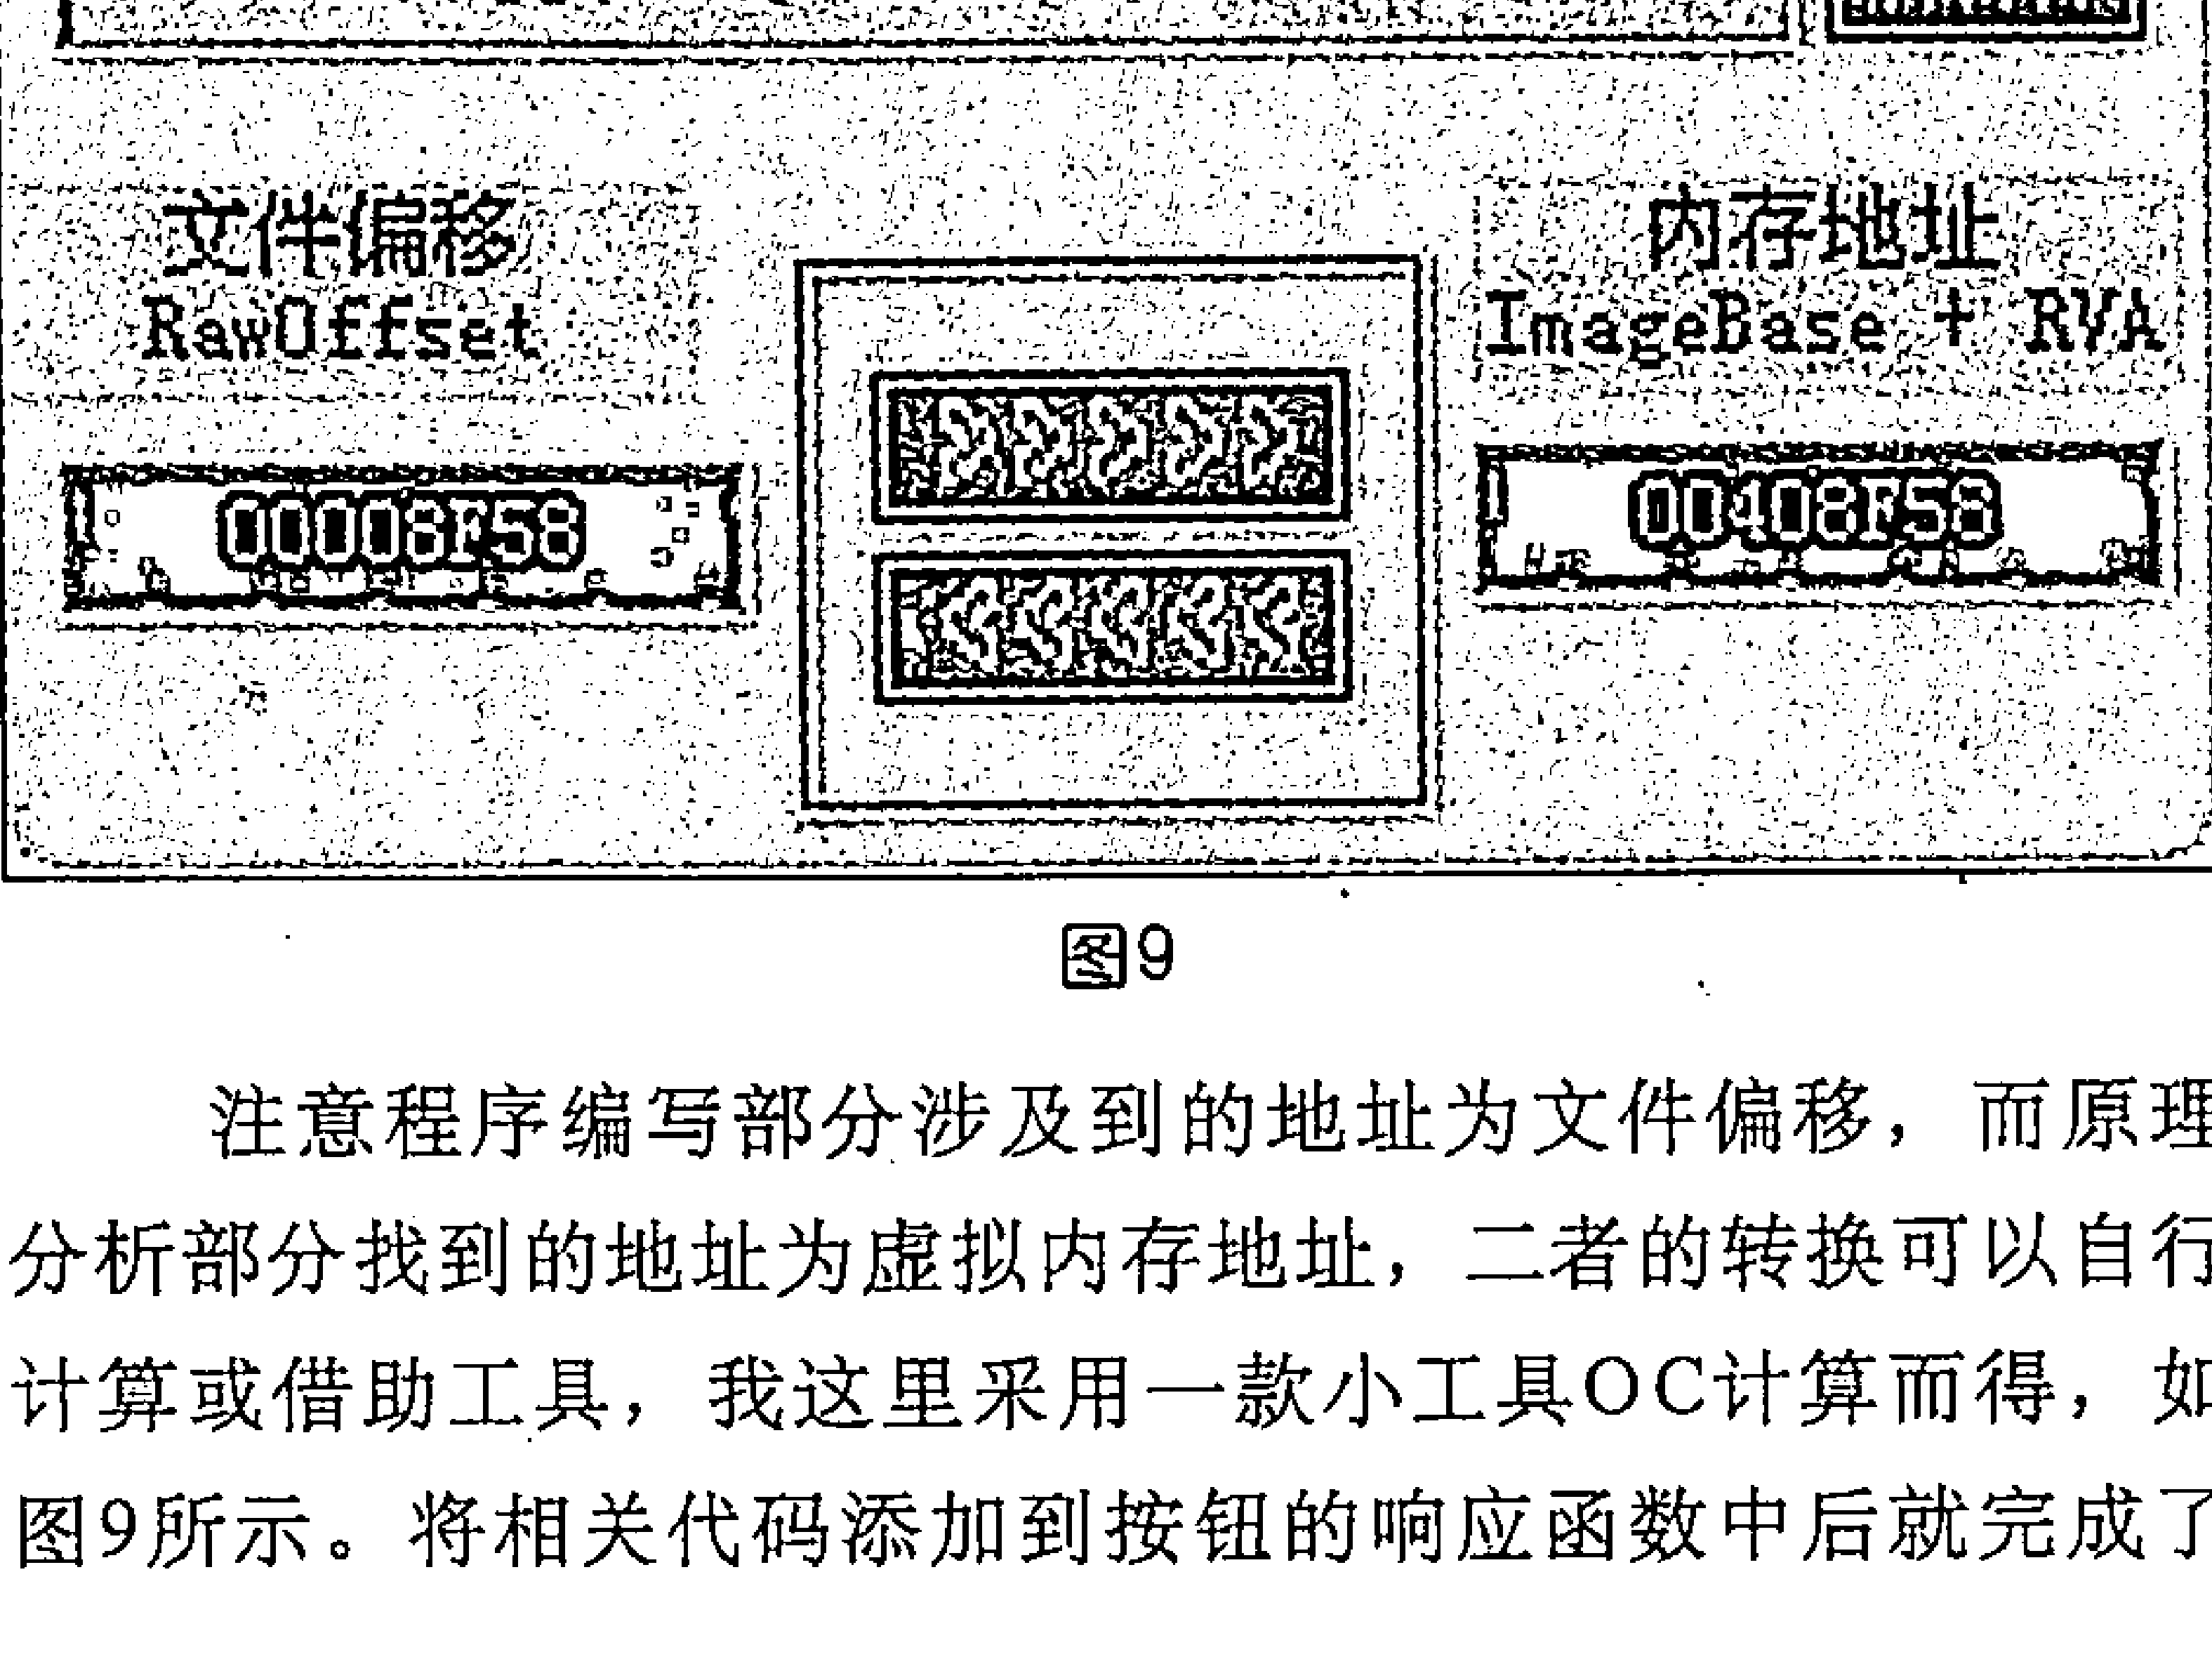 文件偏移
RawOffset
内存地址
ImageBase + RVA
00008F58
00408F58
图9
注意程序编写部分涉及到的地址为文件偏移，而原理
分析部分找到的地址为虚拟内存地址，二者的转换可以自行
计算或借助工具，我这里采用一款小工具OC计算而得，如
图9所示。将相关代码添加到按钮的响应函数中后就完成了